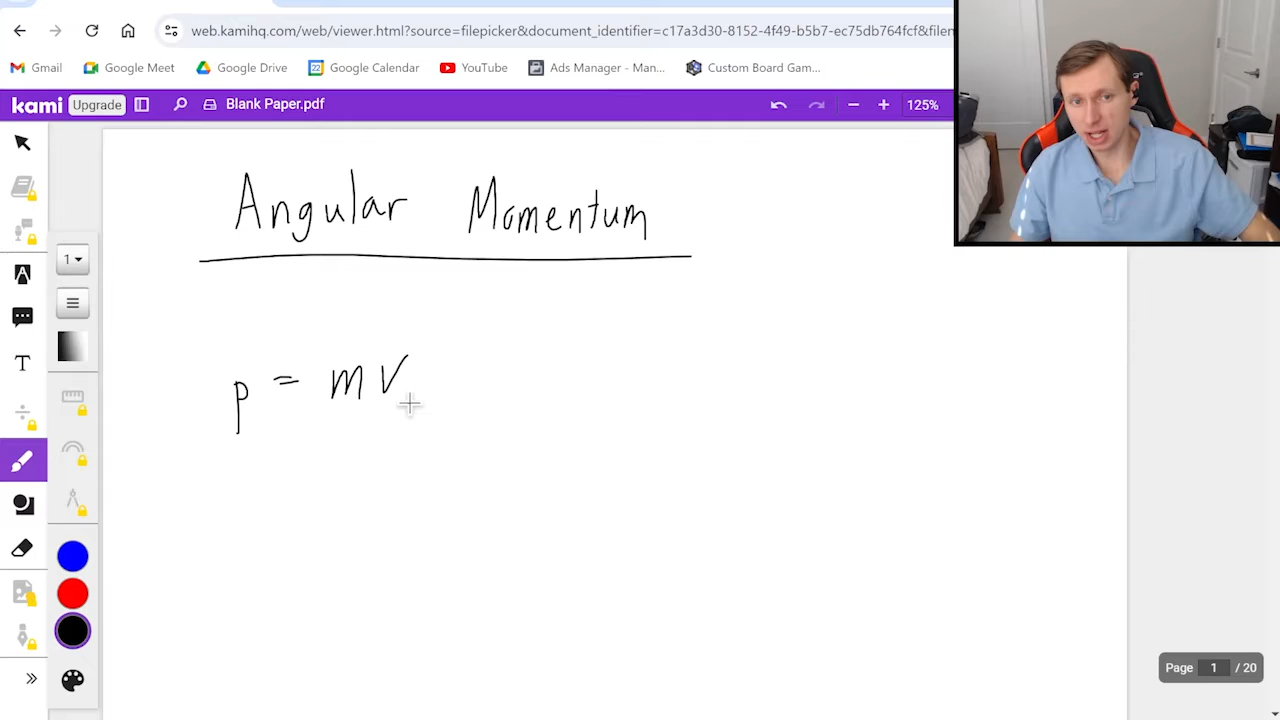 web.kamihq.com/web/viewer.html?source=filepicker&document_identifier=c17a3d30-8152-4f49-b5b7-ec75db764fcf&filen
Gmail Google Meet Google Drive 22 Google Calendar YouTube Ads Manager - Man... Custom Board Gam...
kami Upgrade Blank Paper.pdf 125%
Angular Momentum
1
p = mV
A
T
Page 1 / 20